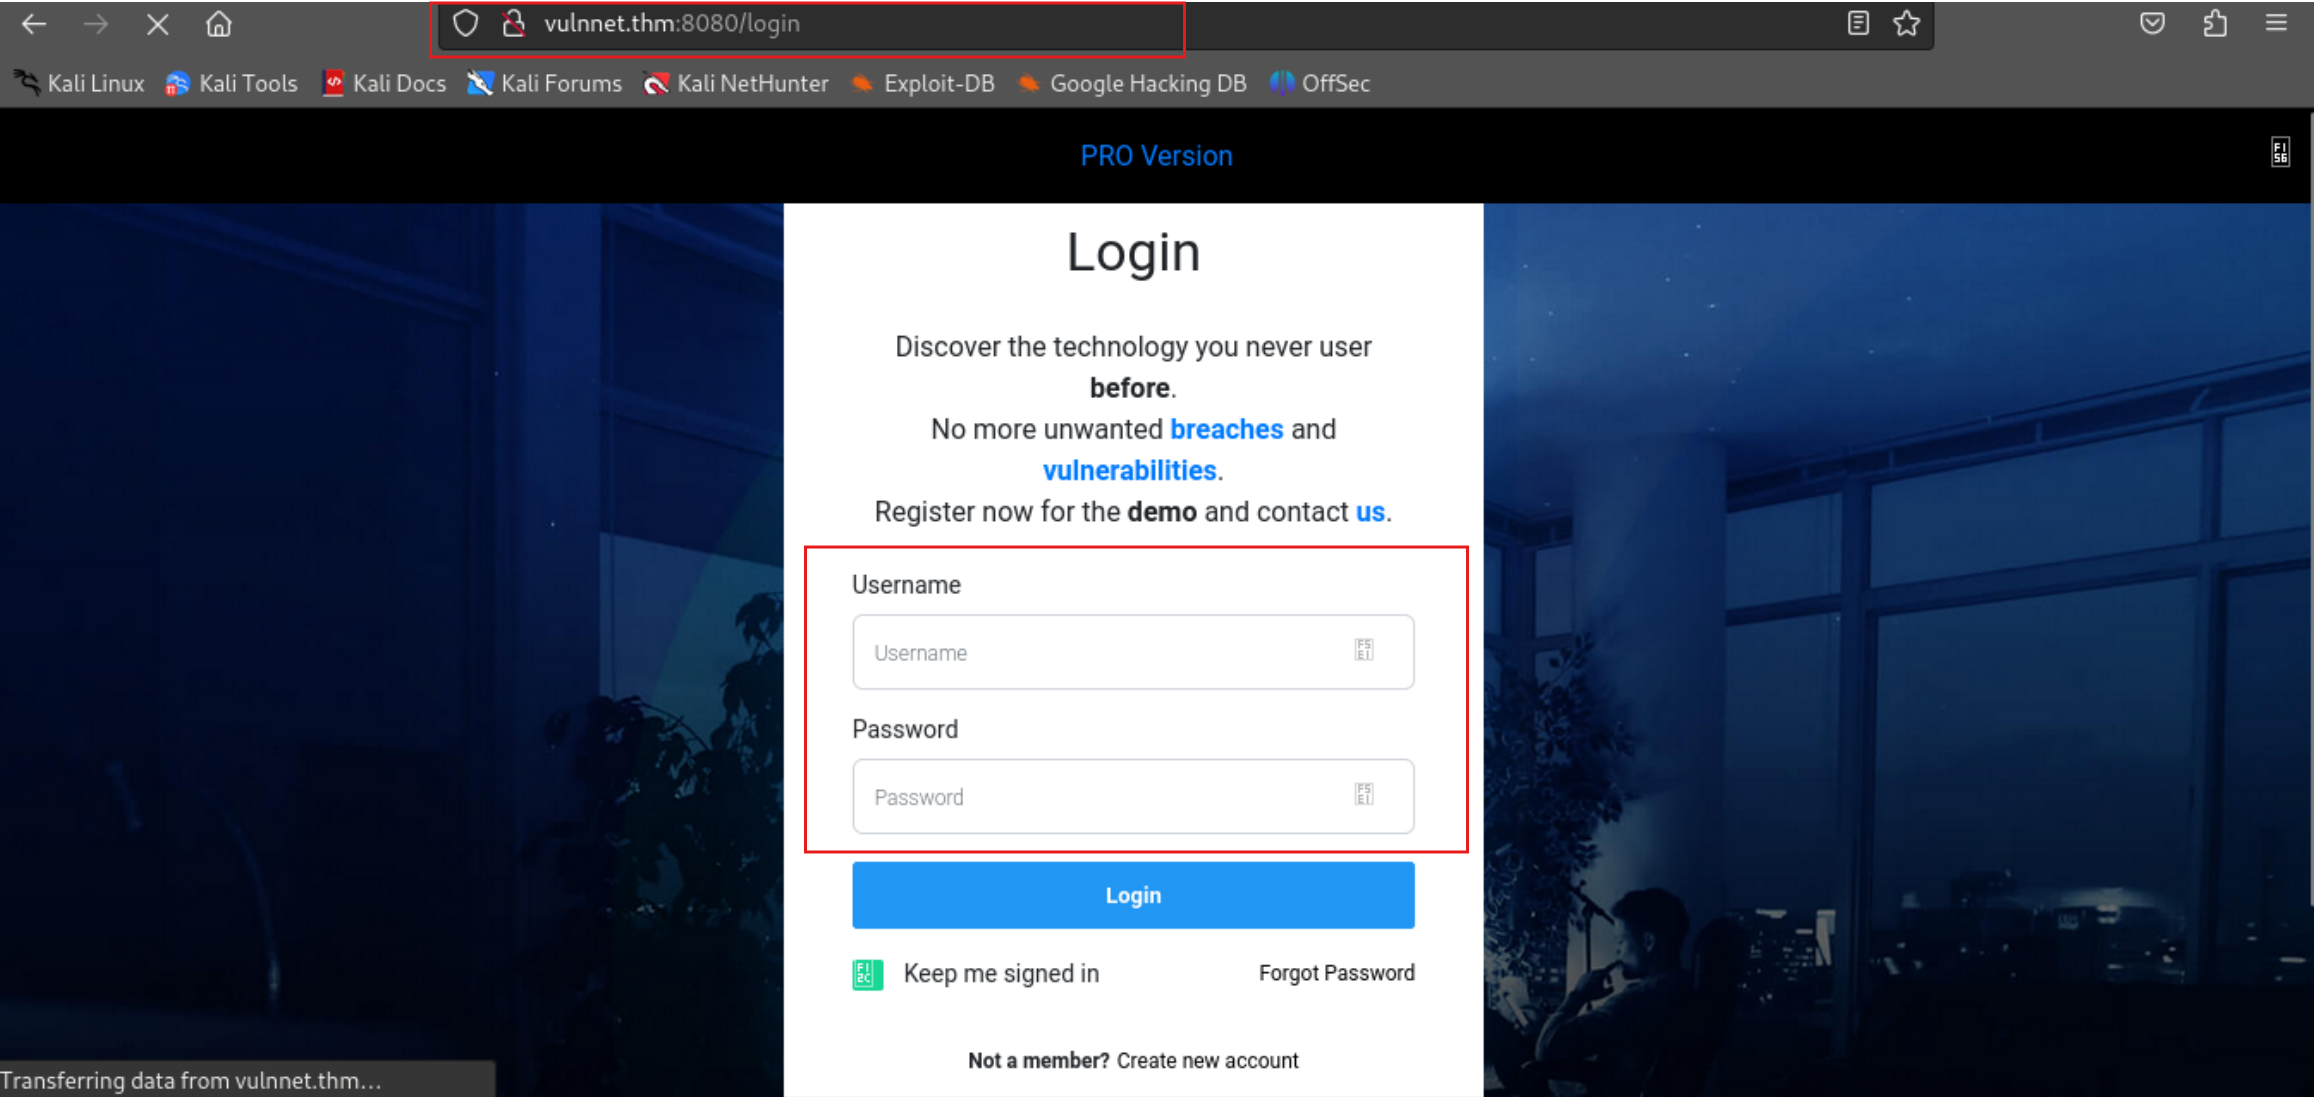 vulnnet.thm:8080/login
Kali Linux Kali Tools Kali Docs Kali Forums Kali NetHunter Exploit-DB Google Hacking DB OffSec
PRO Version
Login
Discover the technology you never user
before.
No more unwanted breaches and
vulnerabilities.
Register now for the demo and contact us.
Username
Username
Password
Password
Login
Keep me signed in Forgot Password
Not a member? Create new account
Transferring data from vulnnet.thm...